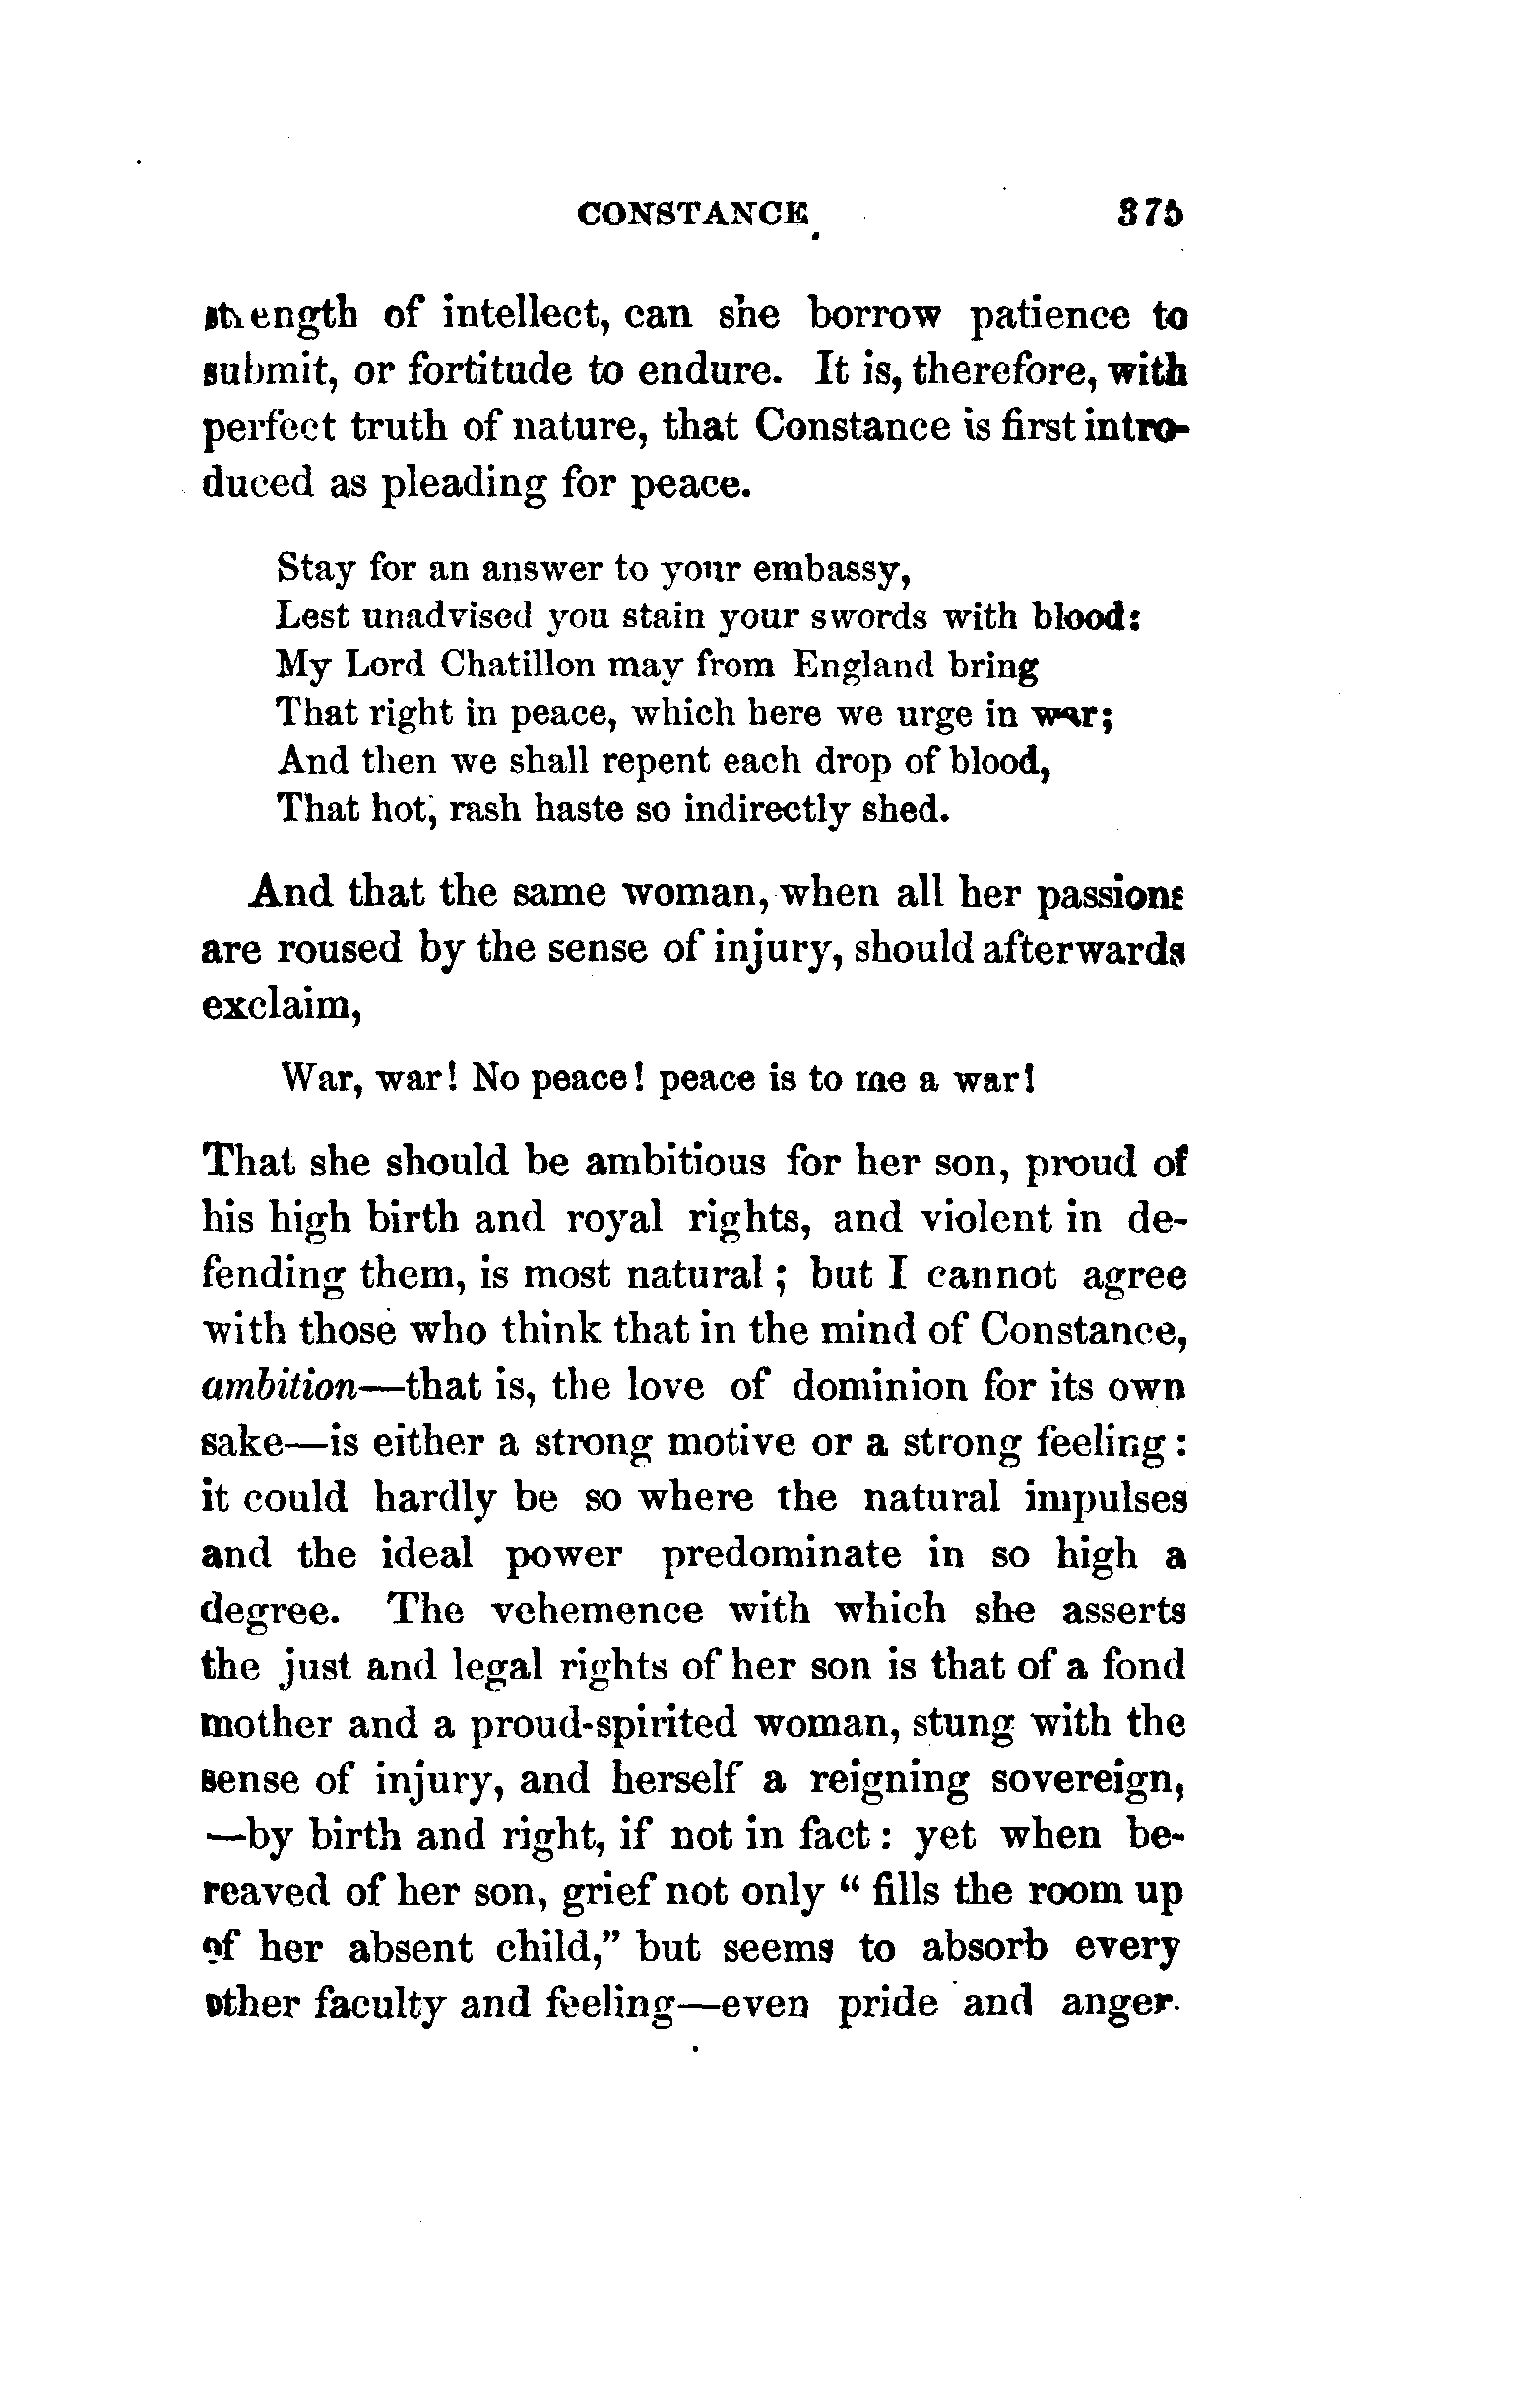 CONSTANCE. 375
strength of intellect, can she borrow patience to
submit, or fortitude to endure. It is, therefore, with
perfect truth of nature, that Constance is first intro-
duced as pleading for peace.
Stay for an answer to your embassy,
Lest unadvised you stain your swords with blood:
My Lord Chatillon may from England bring
That right in peace, which here we urge in war;
And then we shall repent each drop of blood,
That hot, rash haste so indirectly shed.
And that the same woman, when all her passions
are roused by the sense of injury, should afterwards
exclaim,
War, war! No peace! peace is to me a war!
That she should be ambitious for her son, proud of
his high birth and royal rights, and violent in de-
fending them, is most natural; but I cannot agree
with those who think that in the mind of Constance,
ambition—that is, the love of dominion for its own
sake—is either a strong motive or a strong feeling:
it could hardly be so where the natural impulses
and the ideal power predominate in so high a
degree. The vehemence with which she asserts
the just and legal rights of her son is that of a fond
mother and a proud-spirited woman, stung with the
sense of injury, and herself a reigning sovereign,
—by birth and right, if not in fact: yet when be-
reaved of her son, grief not only "fills the room up
of her absent child," but seems to absorb every
other faculty and feeling—even pride and anger.